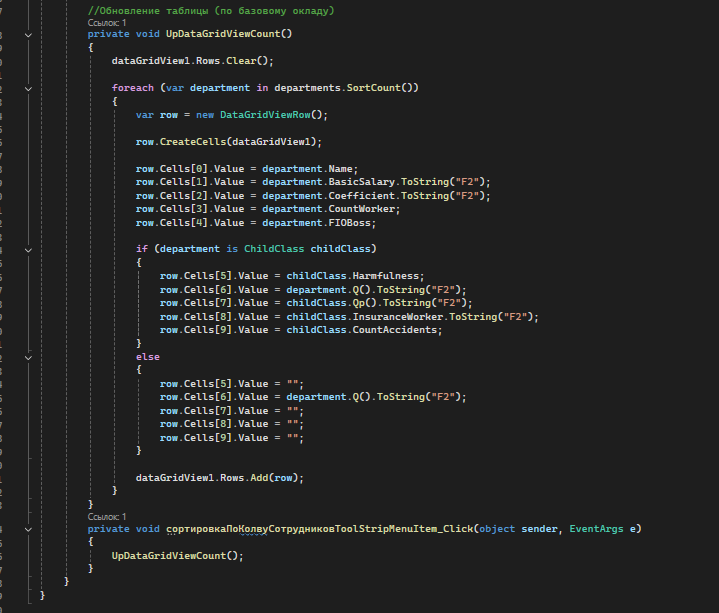 //Обновление таблицы (по базовому окладу)
Ссылок: 1
private void UpDataGridViewCount()
{
dataGridView1.Rows.Clear();
foreach (var department in departments.SortCount())
{
var row = new DataGridViewRow();
row.CreateCells(dataGridView1);
row.Cells[0].Value = department.Name;
row.Cells[1].Value = department.BasicSalary.ToString("F2");
row.Cells[2].Value = department.Coefficient.ToString("F2");
row.Cells[3].Value = department.CountWorker;
row.Cells[4].Value = department.FIOBoss;
if (department is ChildClass childClass)
{
row.Cells[5].Value = childClass.Harmfulness;
row.Cells[6].Value = department.Q().ToString("F2");
row.Cells[7].Value = childClass.Qp().ToString("F2");
row.Cells[8].Value = childClass.InsuranceWorker.ToString("F2");
row.Cells[9].Value = childClass.CountAccidents;
}
else
{
row.Cells[5].Value = "";
row.Cells[6].Value = department.Q().ToString("F2");
row.Cells[7].Value = "";
row.Cells[8].Value = "";
row.Cells[9].Value = "";
}
dataGridView1.Rows.Add(row);
}
}
Ссылок: 1
private void сортировкаПоКолвуСотрудниковToolStripMenuItem_Click(object sender, EventArgs e)
{
UpDataGridViewCount();
}
}
}